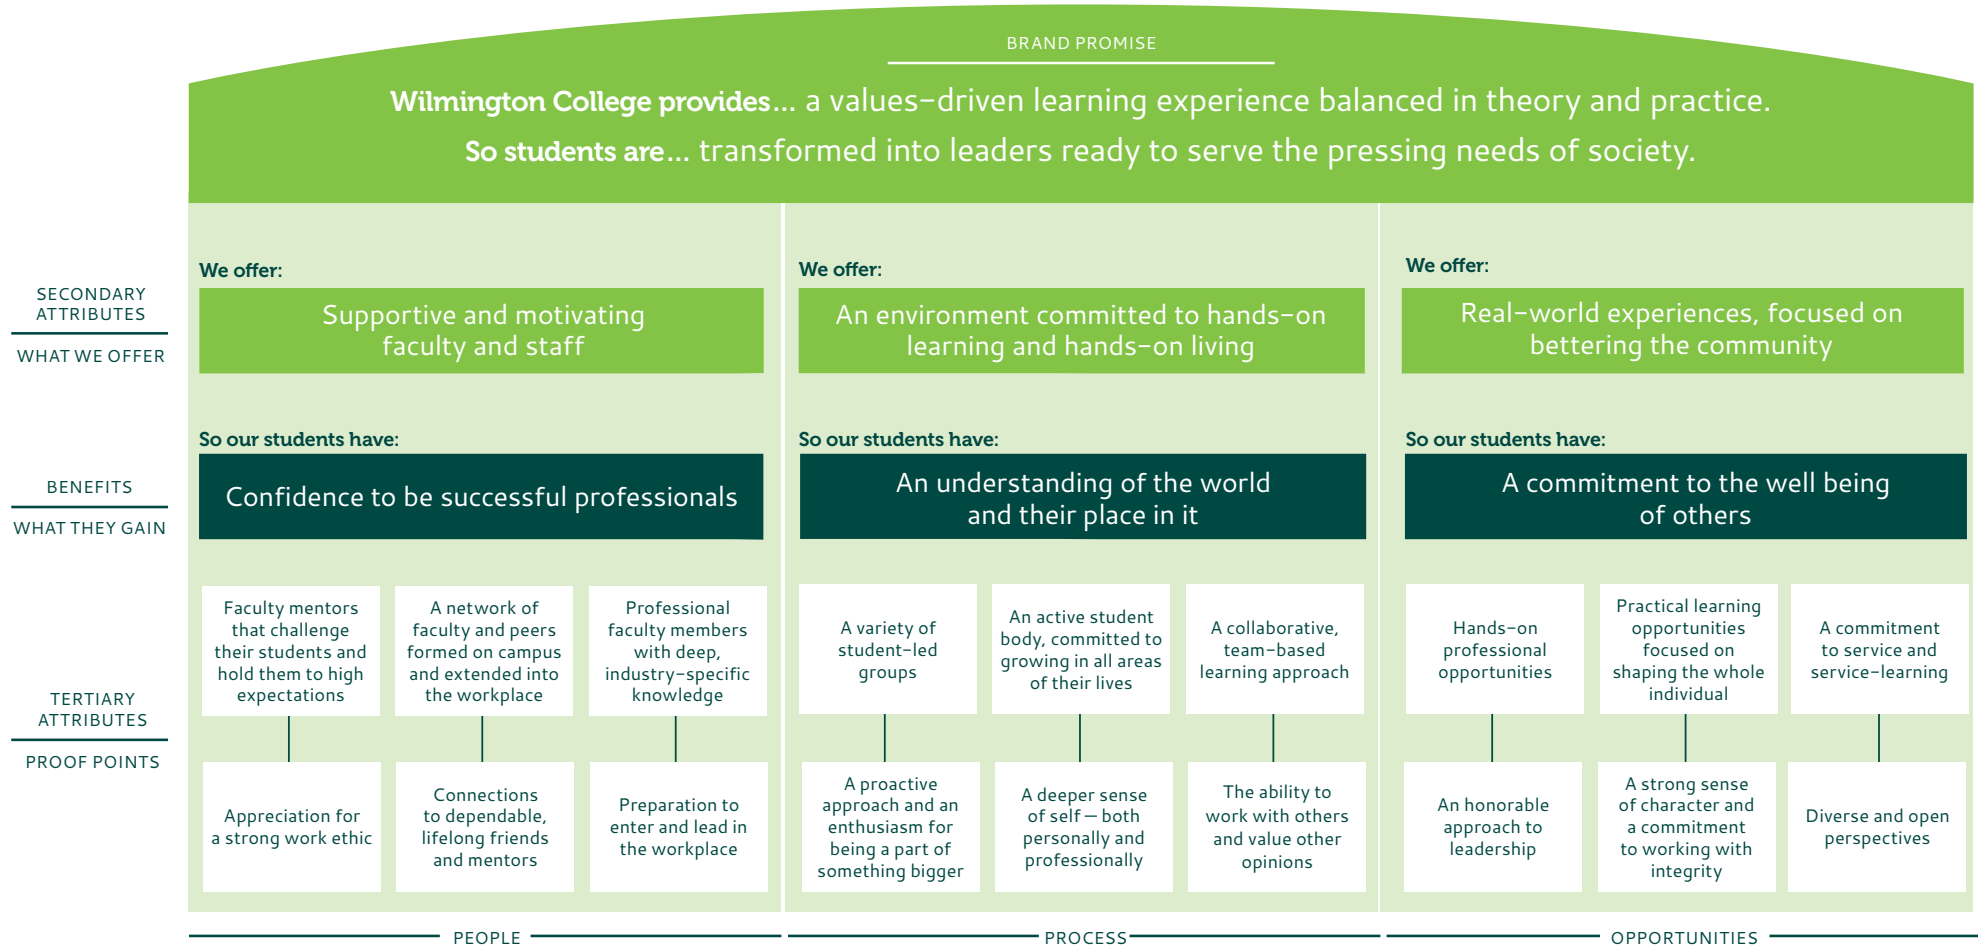 BRAND PROMISE
Wilmington College provides... a values-driven learning experience balanced in theory and practice.
So students are... transformed into leaders ready to serve the pressing needs of society.
SECONDARY
ATTRIBUTES
WHAT WE OFFER
We offer:
Supportive and motivating
faculty and staff
We offer:
An environment committed to hands-on
learning and hands-on living
We offer:
Real-world experiences, focused on
bettering the community
BENEFITS
WHAT THEY GAIN
So our students have:
Confidence to be successful professionals
So our students have:
An understanding of the world
and their place in it
So our students have:
A commitment to the well being
of others
TERTIARY
ATTRIBUTES
PROOF POINTS
Faculty mentors
that challenge
their students and
hold them to high
expectations
A network of
faculty and peers
formed on campus
and extended into
the workplace
Professional
faculty members
with deep,
industry-specific
knowledge
A variety of
student-led
groups
An active student
body, committed to
growing in all areas
of their lives
A collaborative,
team-based
learning approach
Hands-on
professional
opportunities
Practical learning
opportunities
focused on
shaping the whole
individual
A commitment
to service and
service-learning
Appreciation for
a strong work ethic
Connections
to dependable,
lifelong friends
and mentors
Preparation to
enter and lead in
the workplace
A proactive
approach and an
enthusiasm for
being a part of
something bigger
A deeper sense
of self — both
personally and
professionally
The ability to
work with others
and value other
opinions
An honorable
approach to
leadership
A strong sense
of character and
a commitment
to working with
integrity
Diverse and open
perspectives
PEOPLE
PROCESS
OPPORTUNITIES